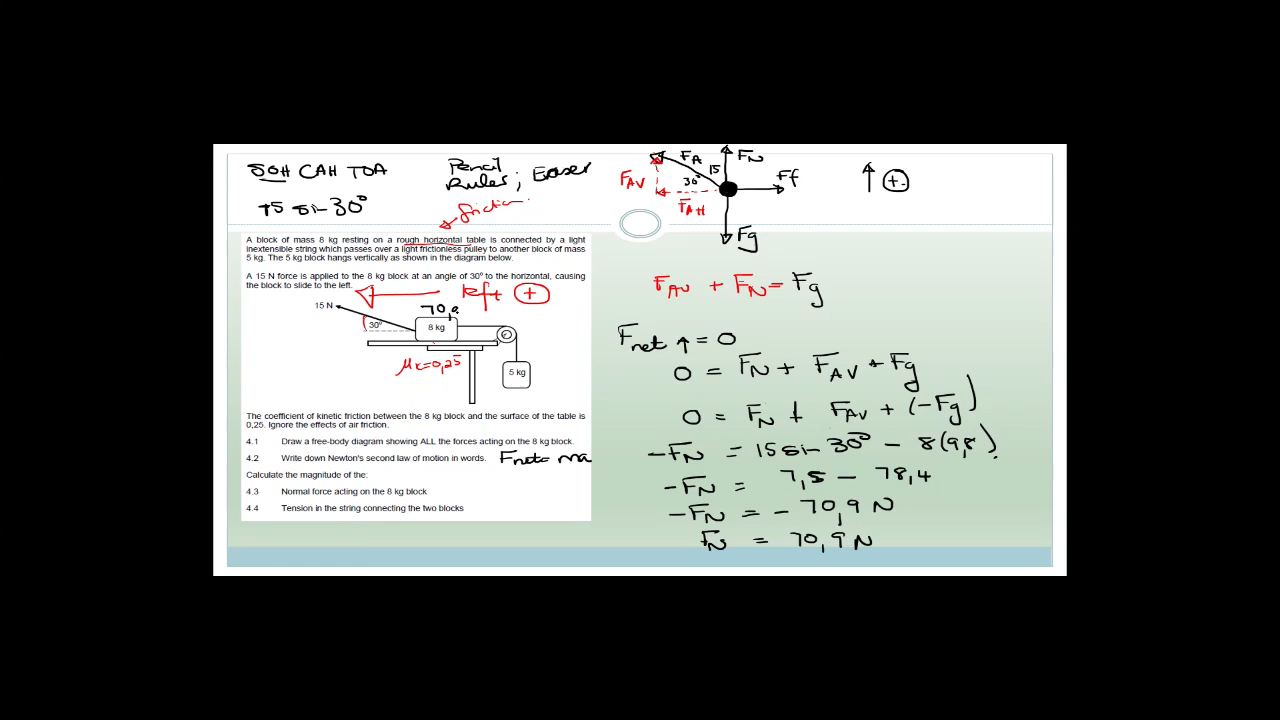 SOH CAH TOA
15 sin 30°
Pencil
Ruler ; Eraser
friction
A block of mass 8 kg resting on a rough horizontal table is connected by a light
inextensible string which passes over a light frictionless pulley to another block of mass
5 kg. The 5 kg block hangs vertically as shown in the diagram below.
A 15 N force is applied to the 8 kg block at an angle of 30° to the horizontal, causing
the block to slide to the left.
left +
15 N
30°
70,9
8 kg
μk=0,25
5 kg
The coefficient of kinetic friction between the 8 kg block and the surface of the table is
0,25. Ignore the effects of air friction.
4.1 Draw a free-body diagram showing ALL the forces acting on the 8 kg block.
4.2 Write down Newton's second law of motion in words. Fnet= ma
Calculate the magnitude of the:
4.3 Normal force acting on the 8 kg block
4.4 Tension in the string connecting the two blocks
FA 15 FN
FAV 30° Ff
FAH
Fg
↑ +
FAV + FN = Fg
Fnet ↑ = 0
0 = FN + FAV + Fg
0 = FN + FAV + (-Fg)
-FN = 15 sin 30° - 8(9,8)
-FN = 7,5 - 78,4
-FN = - 70,9 N
FN = 70,9 N